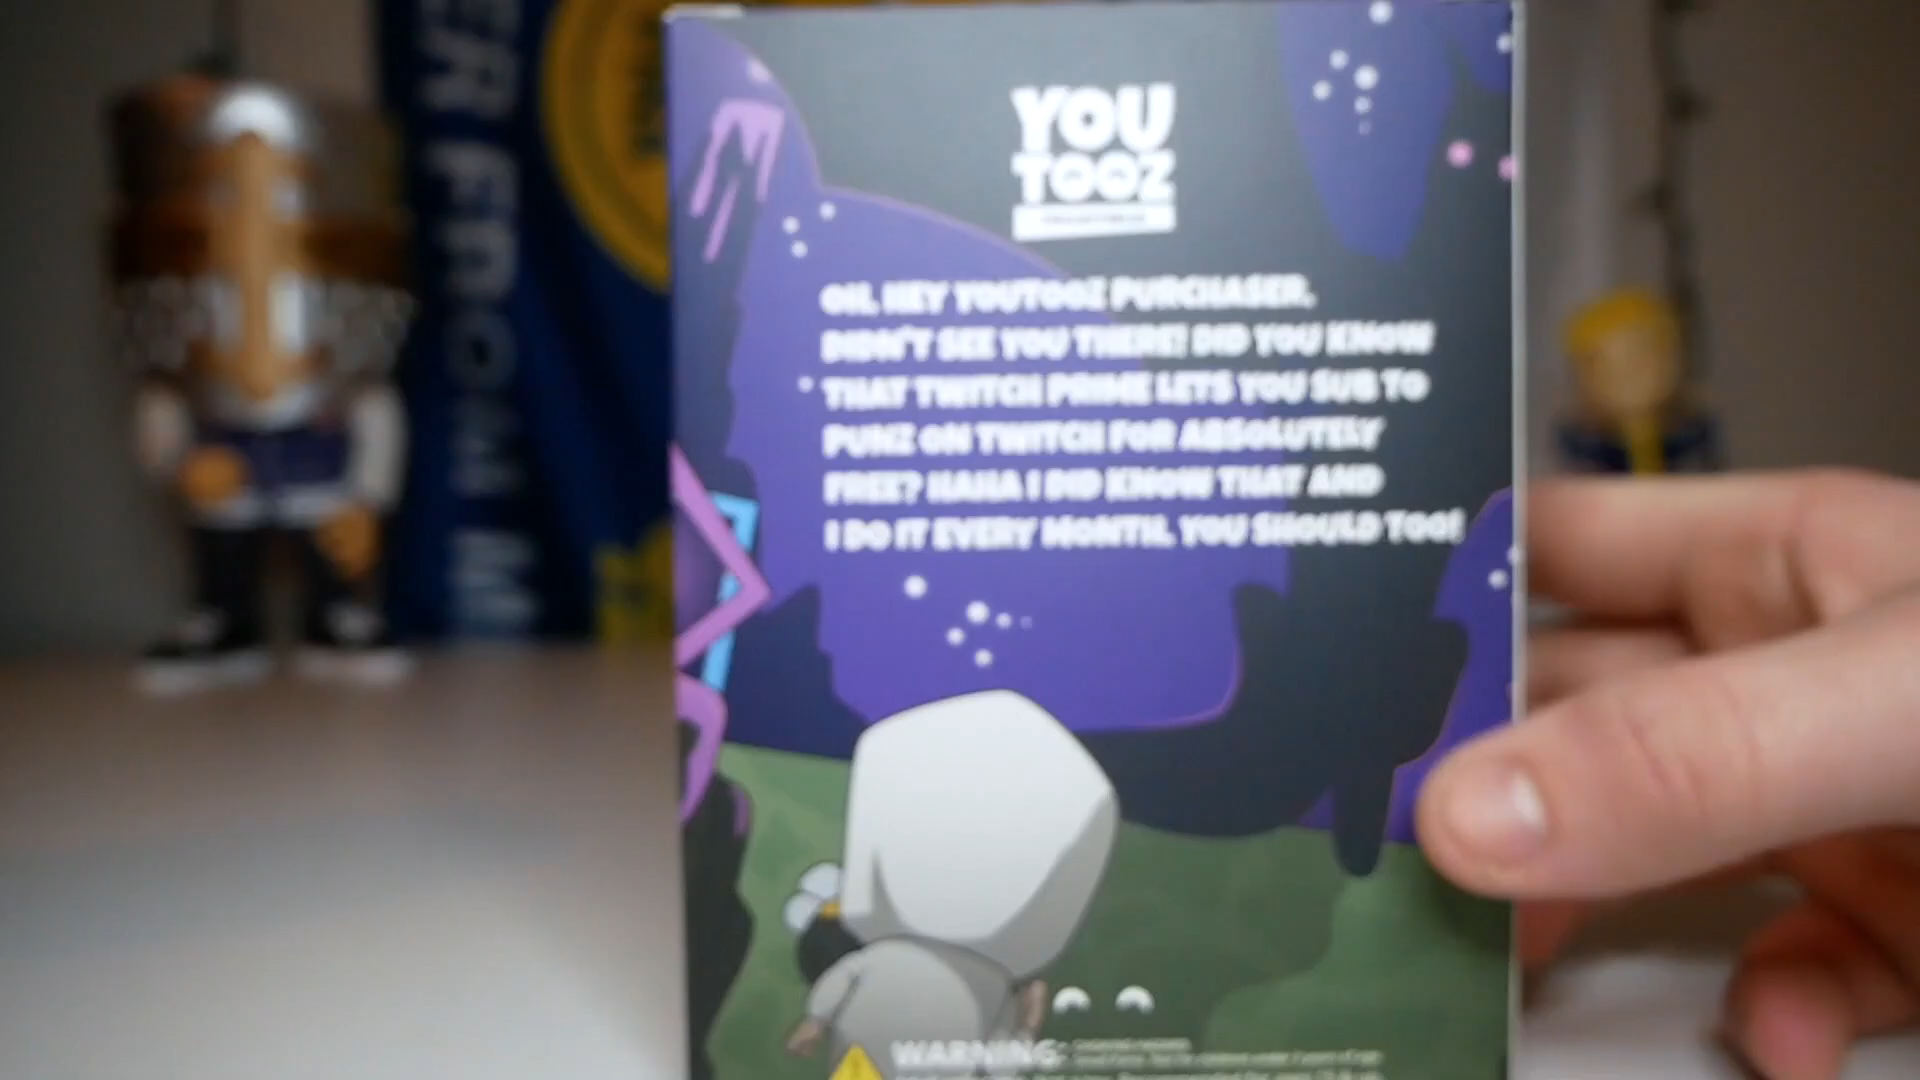 YOU
TOOZ
OH, HEY YOUTOOZ PURCHASER,
DIDN'T SEE YOU THERE! DID YOU KNOW
THAT TWITCH PRIME LETS YOU SUB TO
PUNZ ON TWITCH FOR ABSOLUTELY
FREE? HAHA I DID KNOW THAT AND
I DO IT EVERY MONTH, YOU SHOULD TOO!
WARNING:
ER FROM M